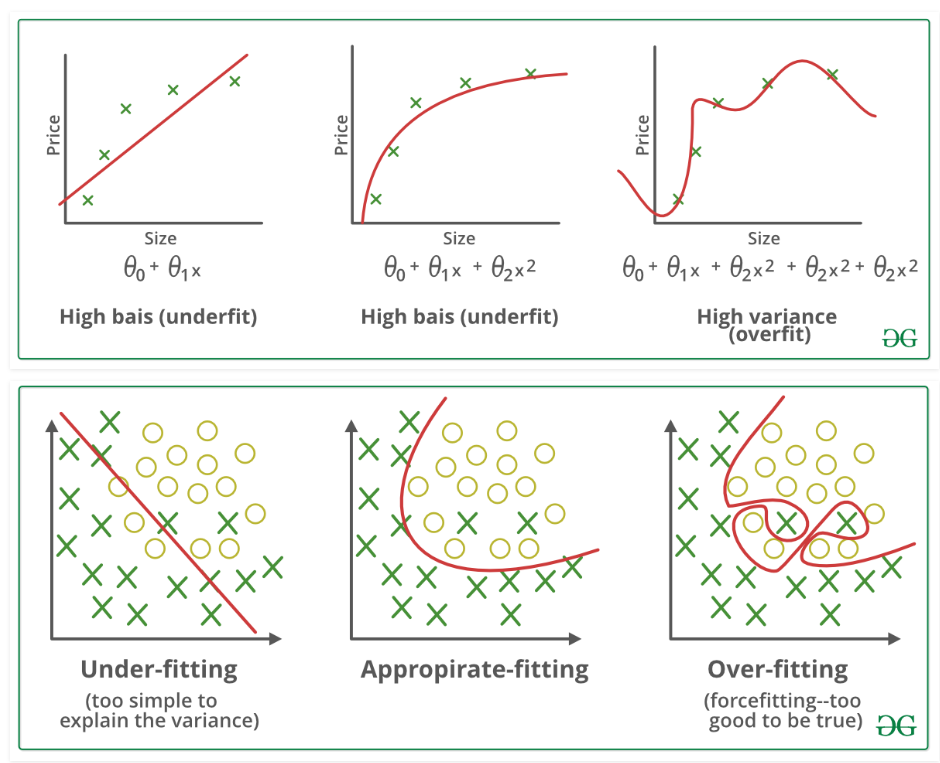 Price
Size
θ0 + θ1x
High bais (underfit)
Price
Size
θ0 + θ1x + θ2x2
High bais (underfit)
Price
Size
θ0 + θ1x + θ2x2 + θ2x2 + θ2x2
High variance
(overfit)
Under-fitting
(too simple to
explain the variance)
Appropirate-fitting
Over-fitting
(forcefitting--too
good to be true)